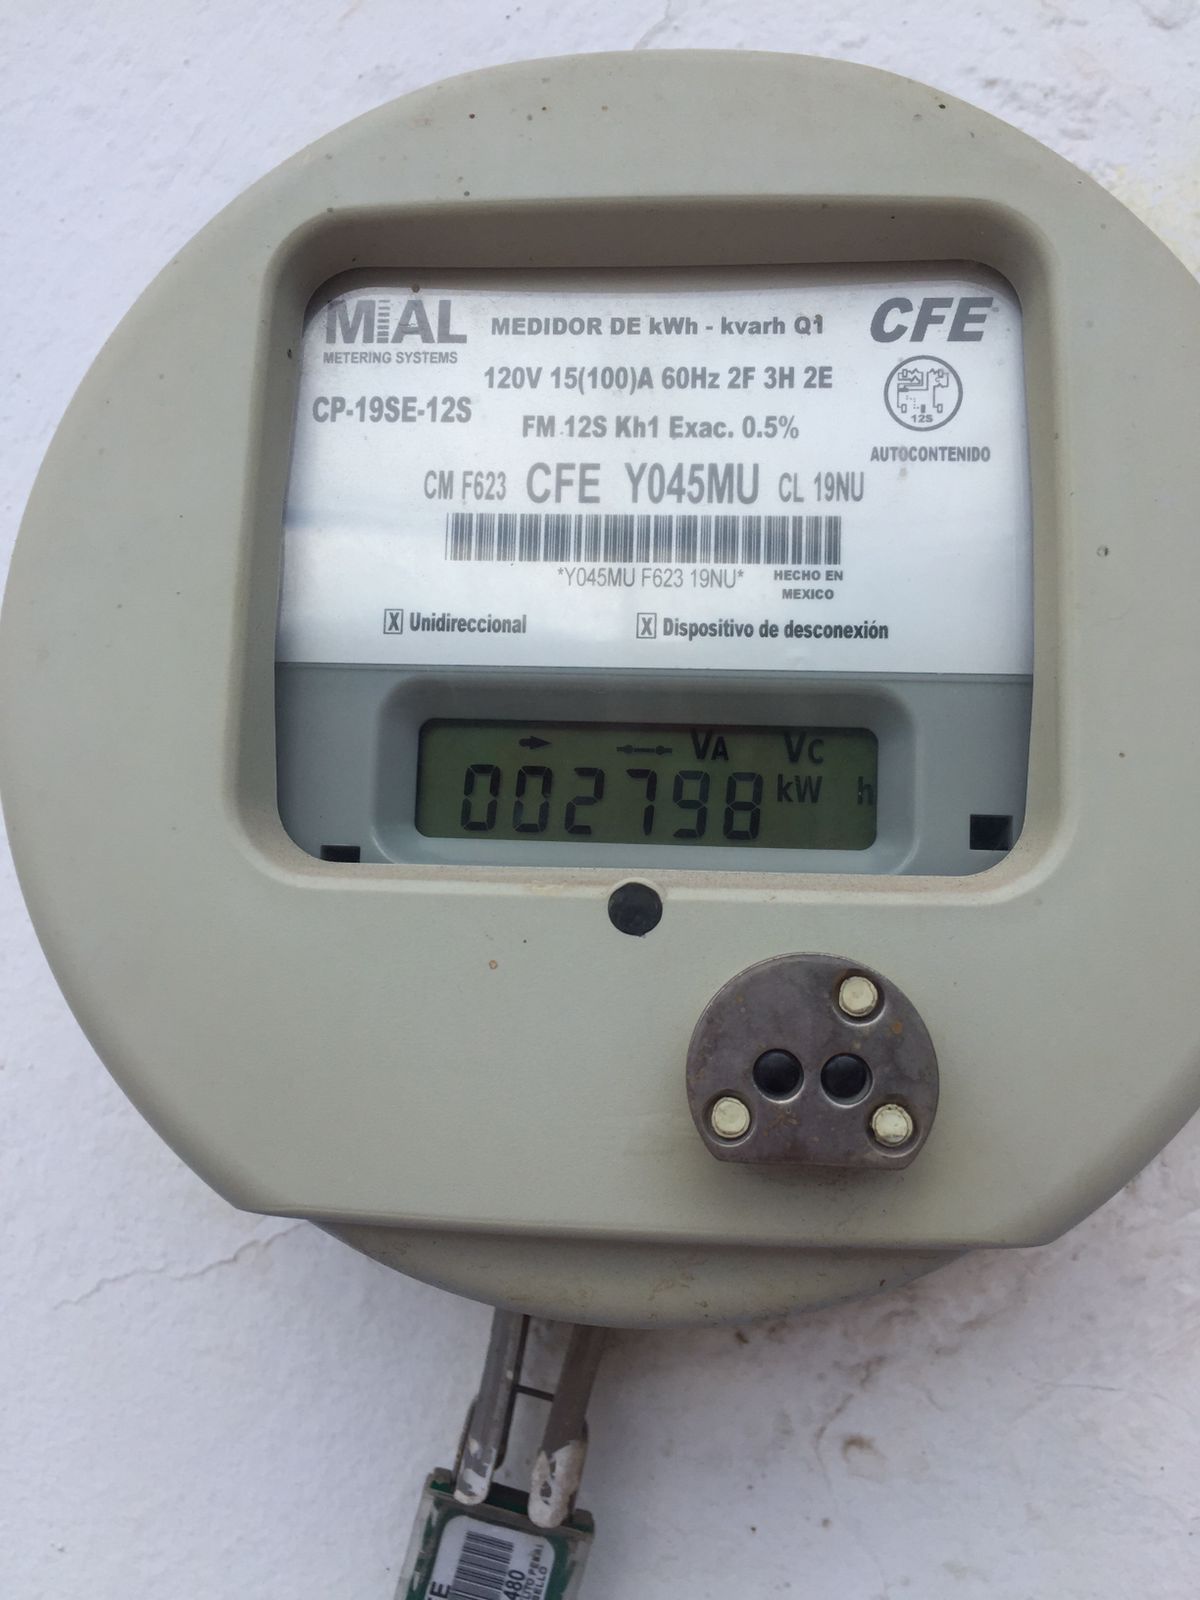 MIAL
METERING SYSTEMS
MEDIDOR DE kWh - kvarh Q1
CFE
120V 15(100)A 60Hz 2F 3H 2E
CP-19SE-12S
FM 12S Kh1 Exac. 0.5%
12S
AUTOCONTENIDO
CM F623 CFE Y045MU CL 19NU
*Y045MU F623 19NU*
HECHO EN
MEXICO
X Unidireccional
X Dispositivo de desconexión
VA VC
002798 kW h
480